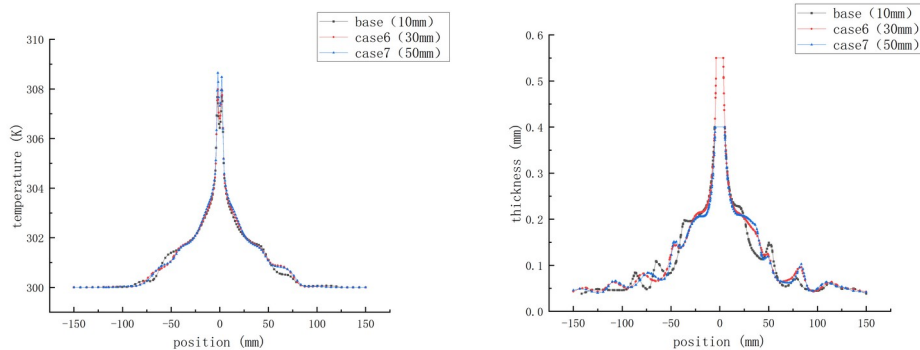 base (10mm)
case6 (30mm)
case7 (50mm)
310
308
306
304
302
300
temperature (K)
-150
-100
-50
0
50
100
150
position (mm)
base (10mm)
case6 (30mm)
case7 (50mm)
0.6
0.5
0.4
0.3
0.2
0.1
0.0
thickness (mm)
-150
-100
-50
0
50
100
150
position (mm)